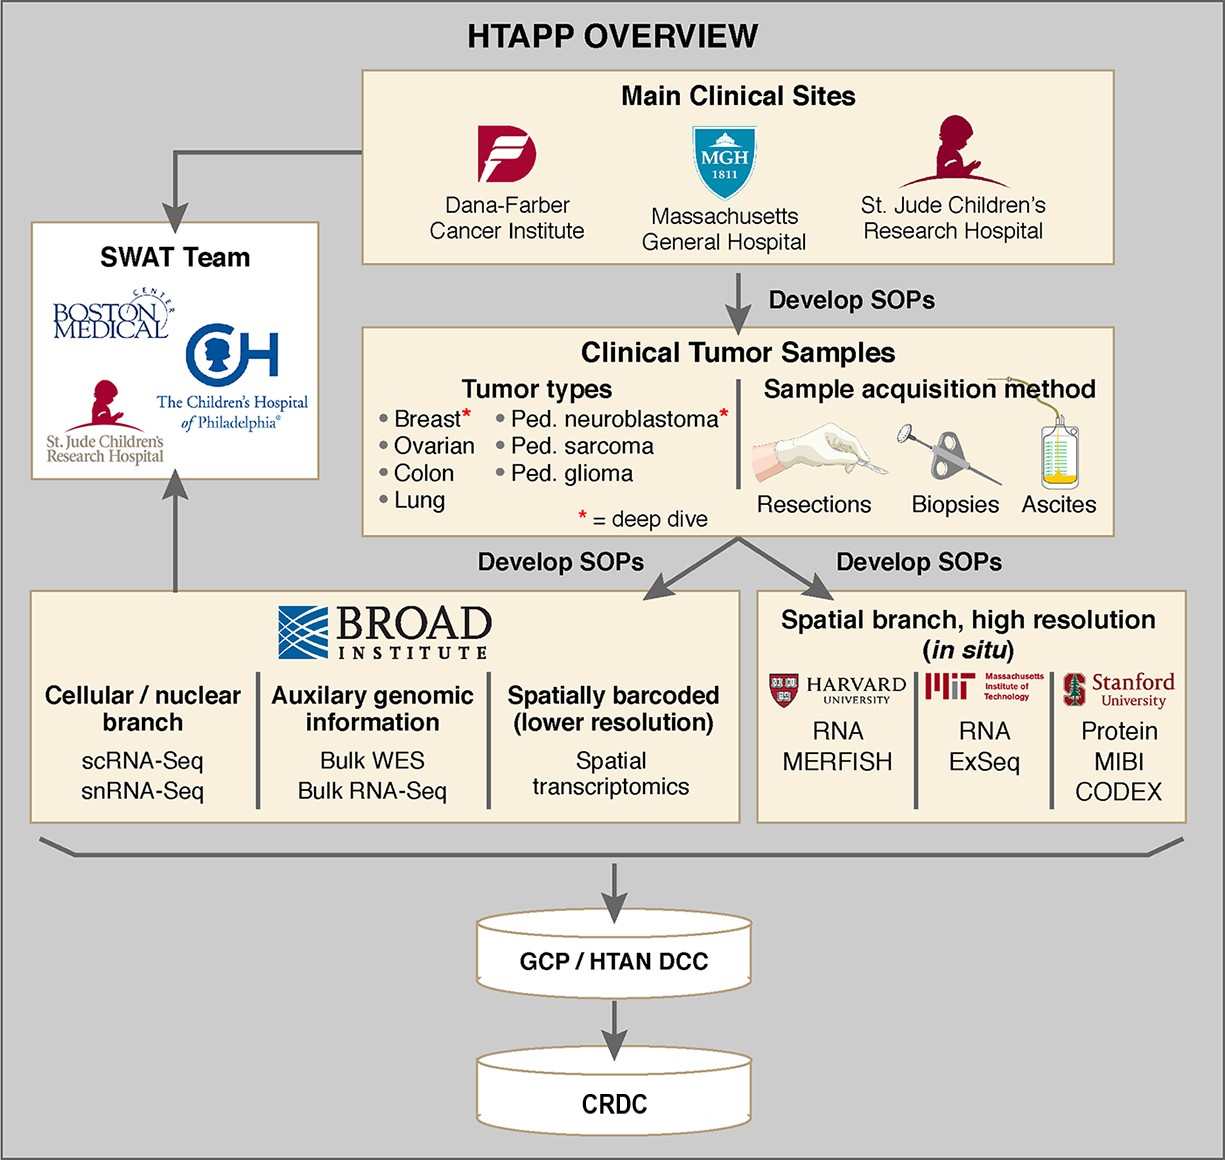 HTAPP OVERVIEW
Main Clinical Sites
MGH
1811
Dana-Farber
Cancer Institute
Massachusetts
General Hospital
St. Jude Children's
Research Hospital
SWAT Team
CENTER
BOSTON
MEDICAL
CH
The Children's Hospital
of Philadelphia®
St. Jude Children's
Research Hospital
Develop SOPs
Clinical Tumor Samples
Tumor types
• Breast*
• Ovarian
• Colon
• Lung
• Ped. neuroblastoma*
• Ped. sarcoma
• Ped. glioma
* = deep dive
Sample acquisition method
Resections
Biopsies
Ascites
Develop SOPs
Develop SOPs
BROAD
INSTITUTE
Cellular / nuclear
branch
scRNA-Seq
snRNA-Seq
Auxilary genomic
information
Bulk WES
Bulk RNA-Seq
Spatially barcoded
(lower resolution)
Spatial
transcriptomics
Spatial branch, high resolution
(in situ)
HARVARD
UNIVERSITY
RNA
MERFISH
MIT
Massachusetts
Institute of
Technology
RNA
ExSeq
Stanford
University
Protein
MIBI
CODEX
GCP / HTAN DCC
CRDC